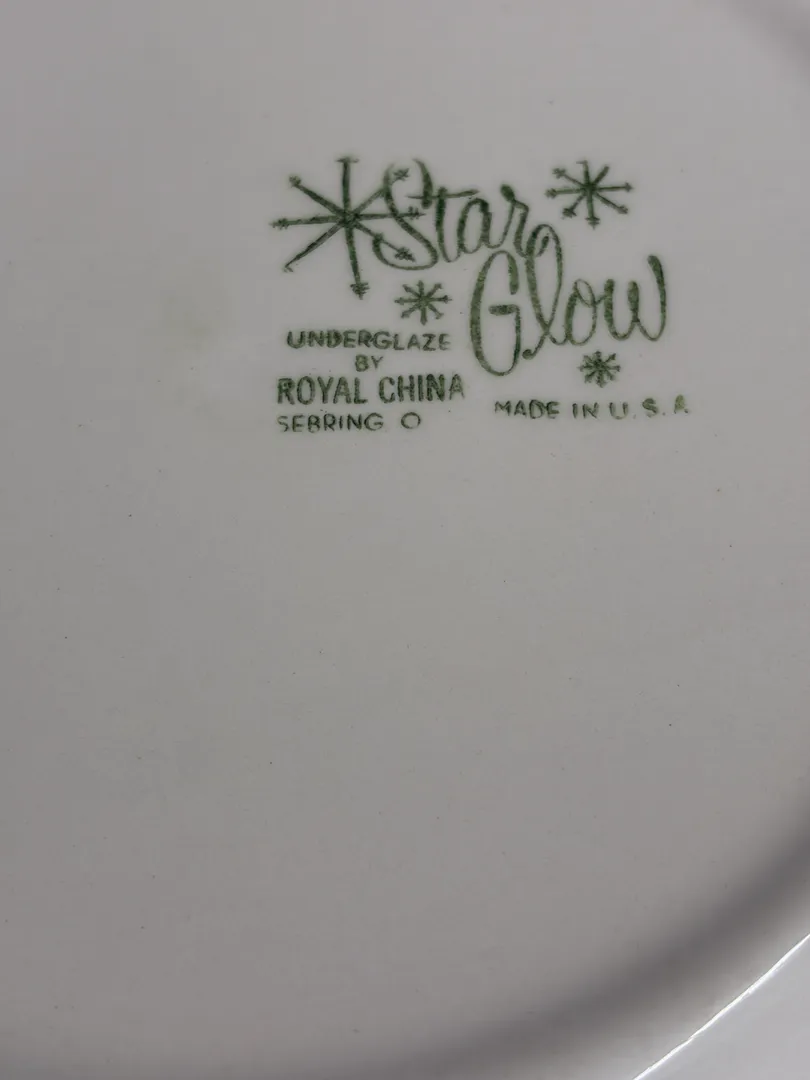 Star
Glow
UNDERGLAZE
BY
ROYAL CHINA
SEBRING O
MADE IN U.S.A